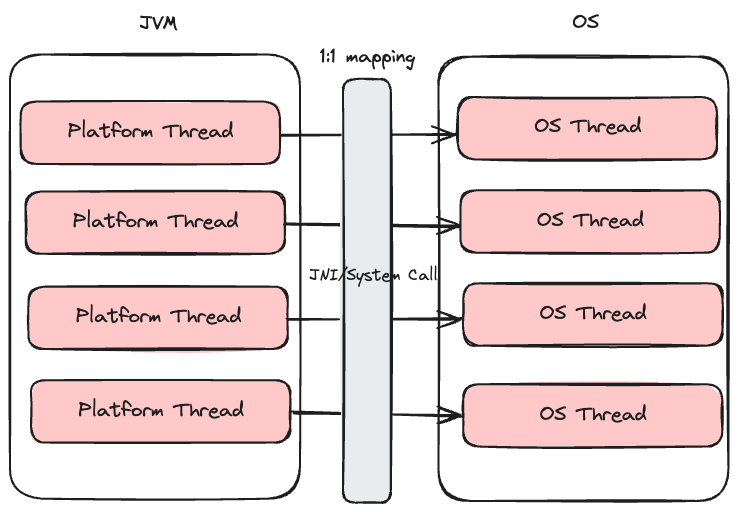 JVM
OS
1:1 mapping
Platform Thread
OS Thread
Platform Thread
OS Thread
JNI/System Call
Platform Thread
OS Thread
Platform Thread
OS Thread